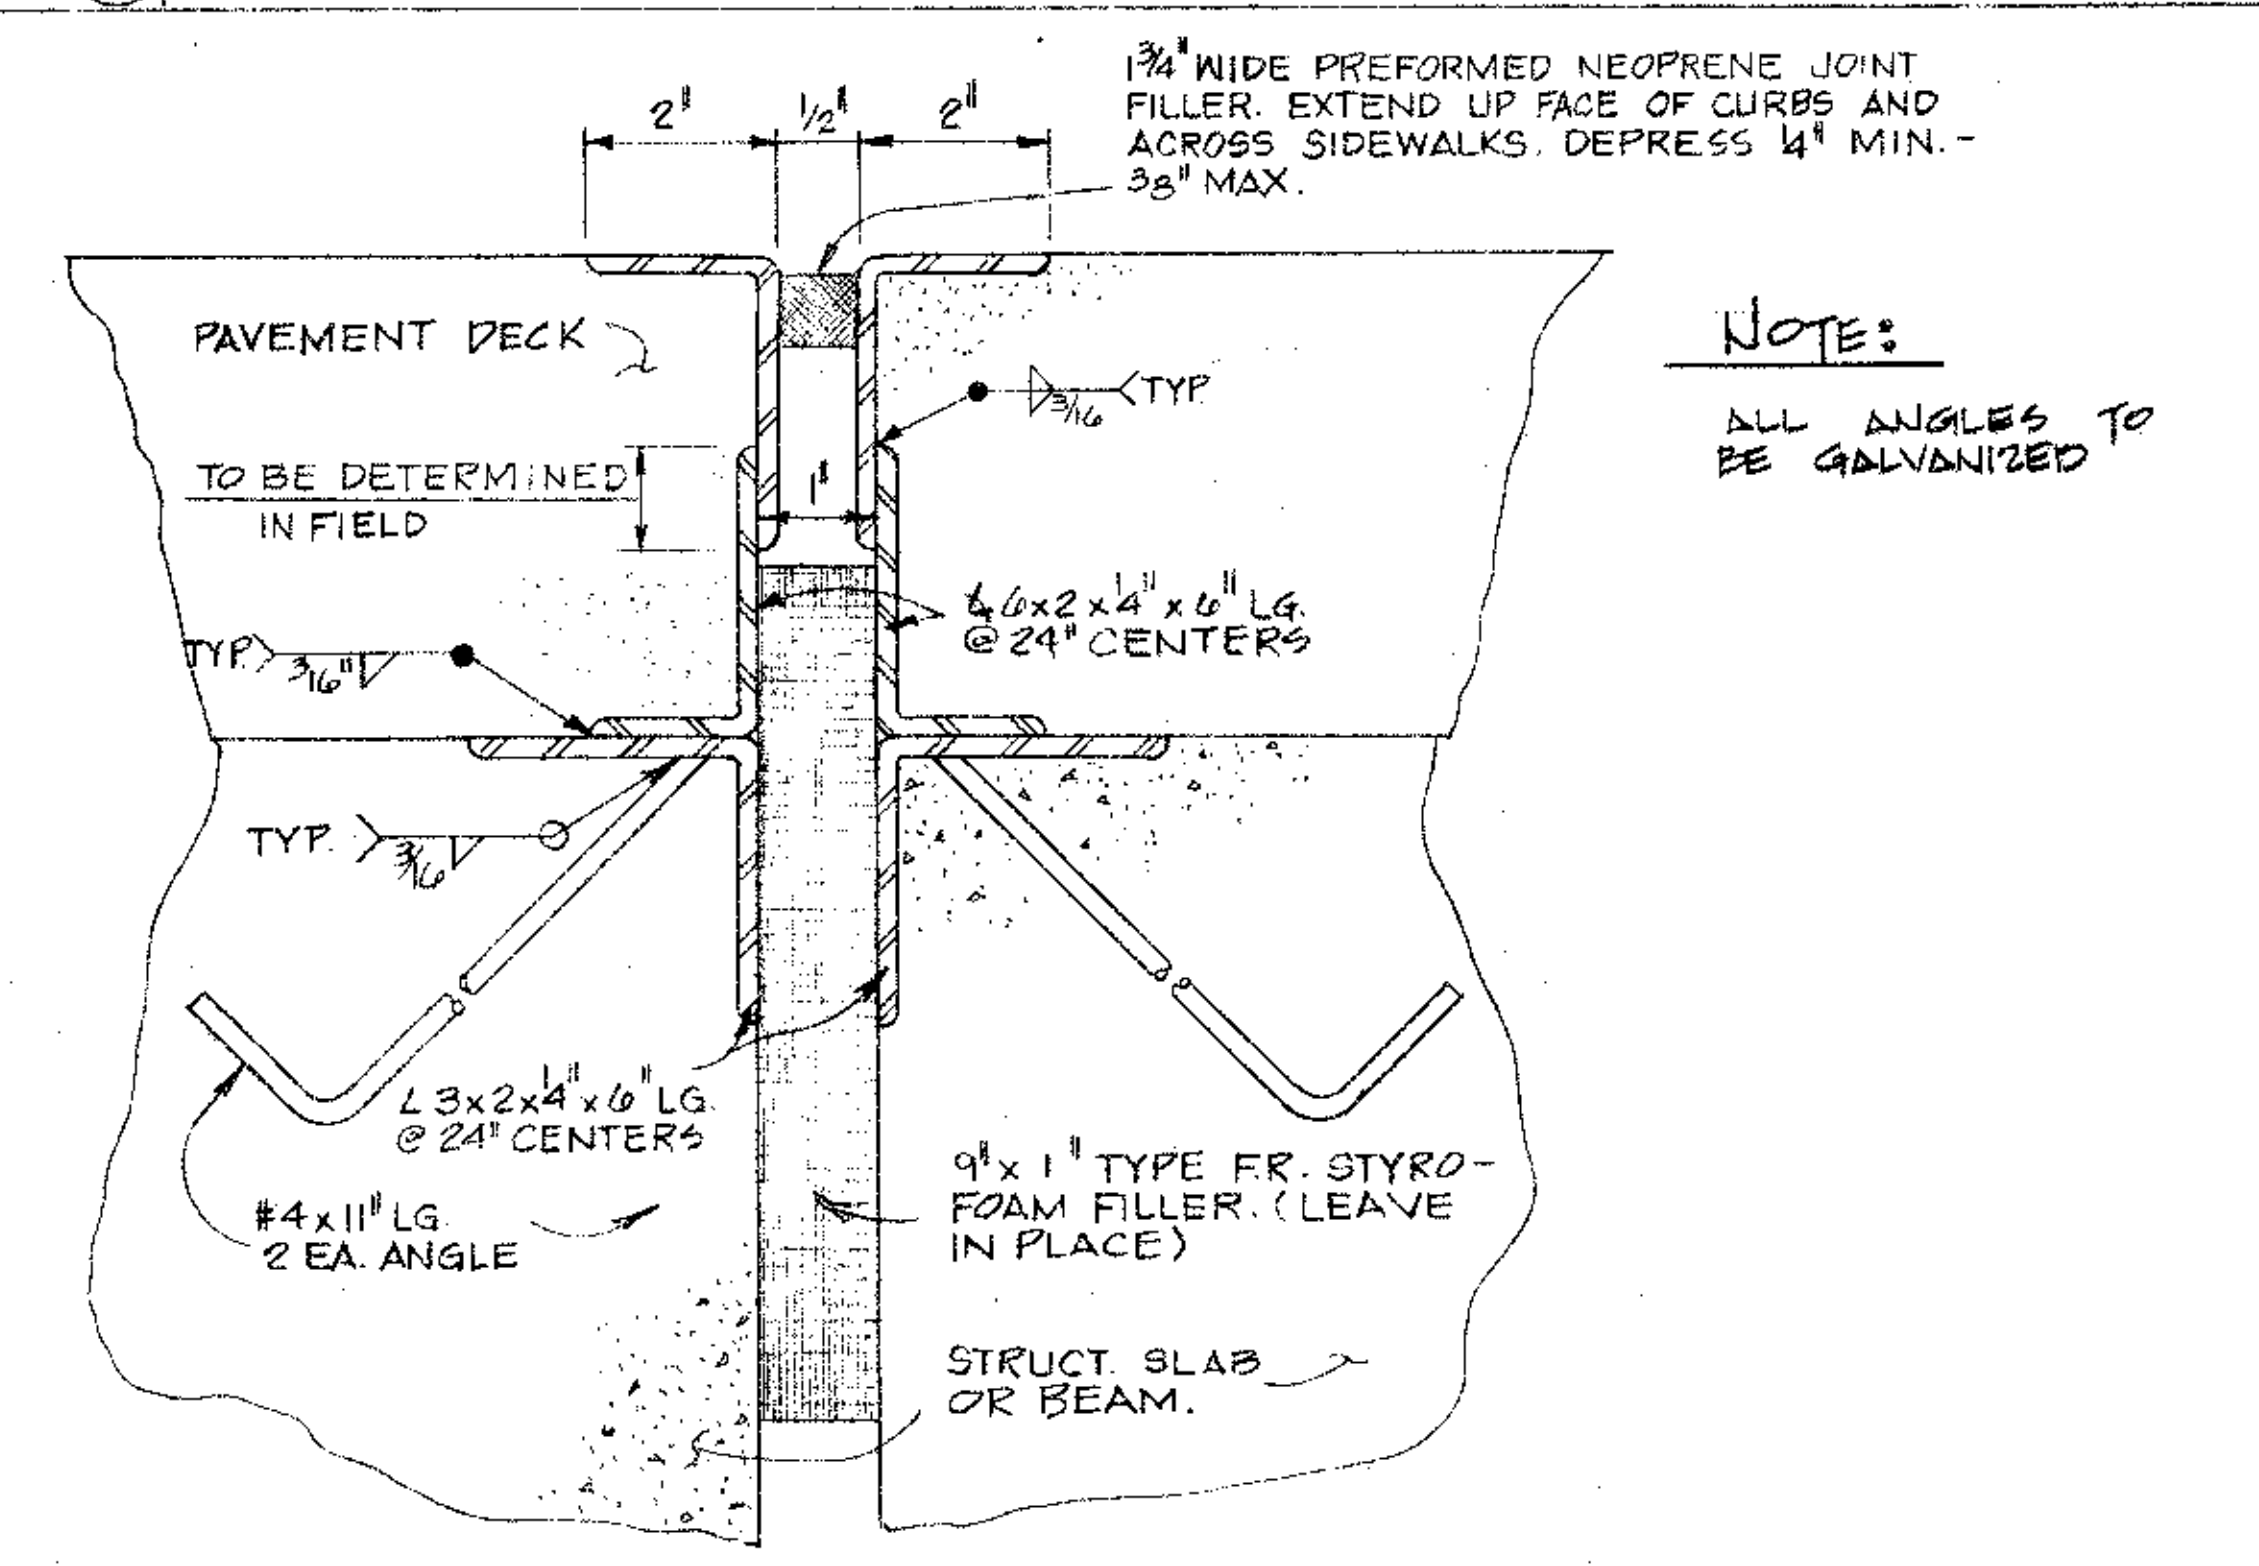 1 3/4" WIDE PREFORMED NEOPRENE JOINT
FILLER. EXTEND UP FACE OF CURBS AND
ACROSS SIDEWALKS. DEPRESS 1/4" MIN. -
3/8" MAX.
2" 1/2" 2"
PAVEMENT DECK
NOTE:
ALL ANGLES TO
BE GALVANIZED
3/16 TYP
TO BE DETERMINED
IN FIELD
1"
6x2x1/4"x6" LG.
@ 24" CENTERS
TYP. 3/16"
TYP. 3/16
L 3x2x1/4"x6" LG.
@ 24" CENTERS
#4x11" LG.
2 EA. ANGLE
9"x1" TYPE F.R. STYRO-
FOAM FILLER. (LEAVE
IN PLACE)
STRUCT. SLAB
OR BEAM.